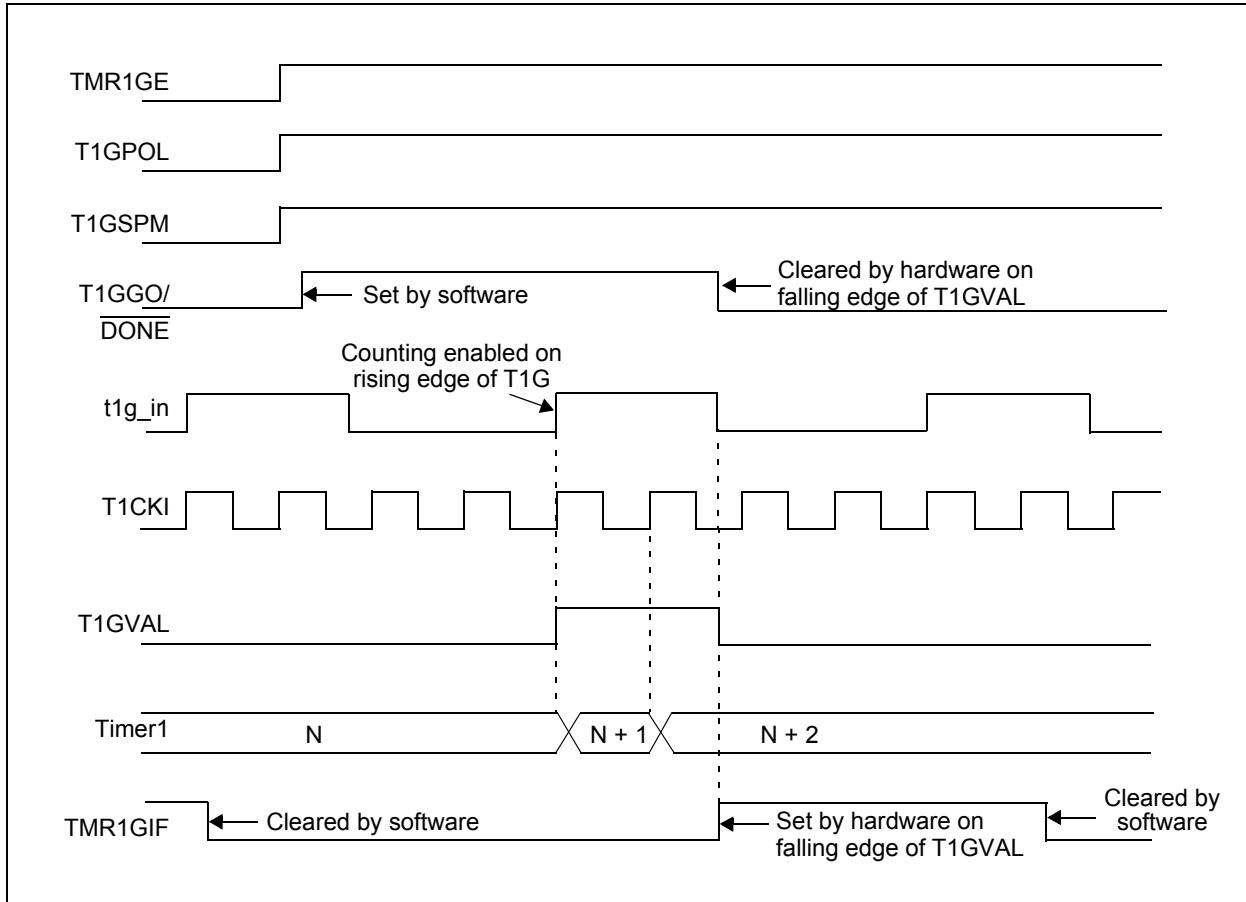 TMR1GE
T1GPOL
T1GSPM
T1GGO/
DONE
Set by software
Cleared by hardware on
falling edge of T1GVAL
Counting enabled on
rising edge of T1G
t1g_in
T1CKI
T1GVAL
Timer1
N
N + 1
N + 2
TMR1GIF
Cleared by software
Set by hardware on
falling edge of T1GVAL
Cleared by
software